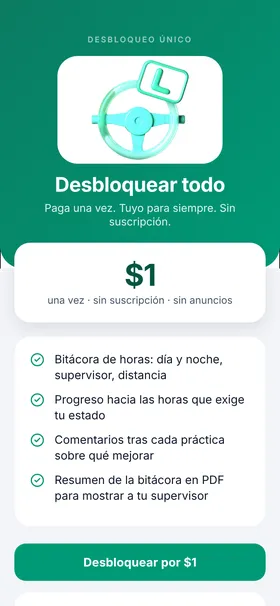 DESBLOQUEO ÚNICO
L
Desbloquear todo
Paga una vez. Tuyo para siempre. Sin
suscripción.
$1
una vez · sin suscripción · sin anuncios
Bitácora de horas: día y noche,
supervisor, distancia
Progreso hacia las horas que exige
tu estado
Comentarios tras cada práctica
sobre qué mejorar
Resumen de la bitácora en PDF
para mostrar a tu supervisor
Desbloquear por $1